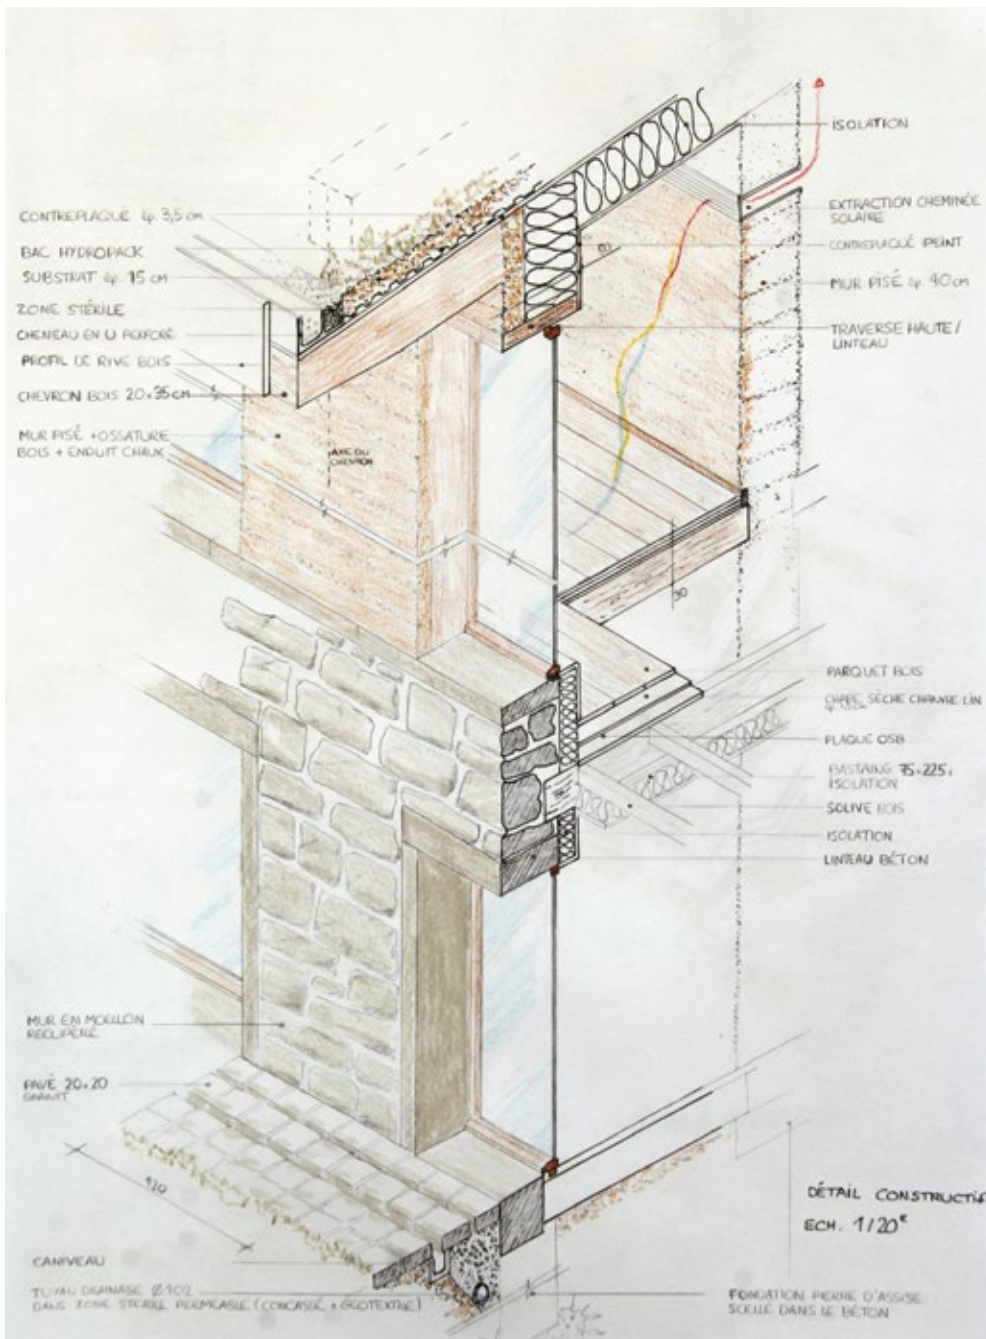 CONTREPLAQUÉ ép. 3,5 cm
BAC HYDROPACK
SUBSTRAT ép. 15 cm
ZONE STÉRILE
CHENEAU EN U PERFORÉ
PROFIL DE RIVE BOIS
CHEVRON BOIS 20x35 cm
MUR PISÉ + OSSATURE
BOIS + ENDUIT CHAUX
AXE DU
CHEVRON
ISOLATION
EXTRACTION CHEMINÉE
SOLAIRE
CONTREPLAQUÉ PEINT
MUR PISÉ ép. 40 cm
TRAVERSE HAUTE /
LINTEAU
30
PARQUET BOIS
CHAPE SÈCHE CHANVRE-LIN
PLAQUE OSB
BASTAING 75x225+
ISOLATION
SOLIVE BOIS
ISOLATION
LINTEAU BÉTON
MUR EN MOELLON
RÉCUPÉRÉ
PAVÉ 20x20
GRANIT
120
CANIVEAU
TUYAU DRAINAGE Ø102
DANS ZONE STÉRILE PERMÉABLE (CONCASSÉ + GÉOTEXTILE)
DÉTAIL CONSTRUCTIF
ECH. 1/20e
FONDATION PIERRE D'ASSISE
SCELLÉ DANS LE BÉTON